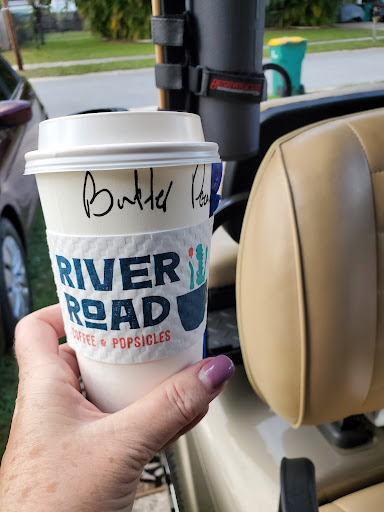 Butter
RIVER
ROAD
COFFEE & POPSICLES